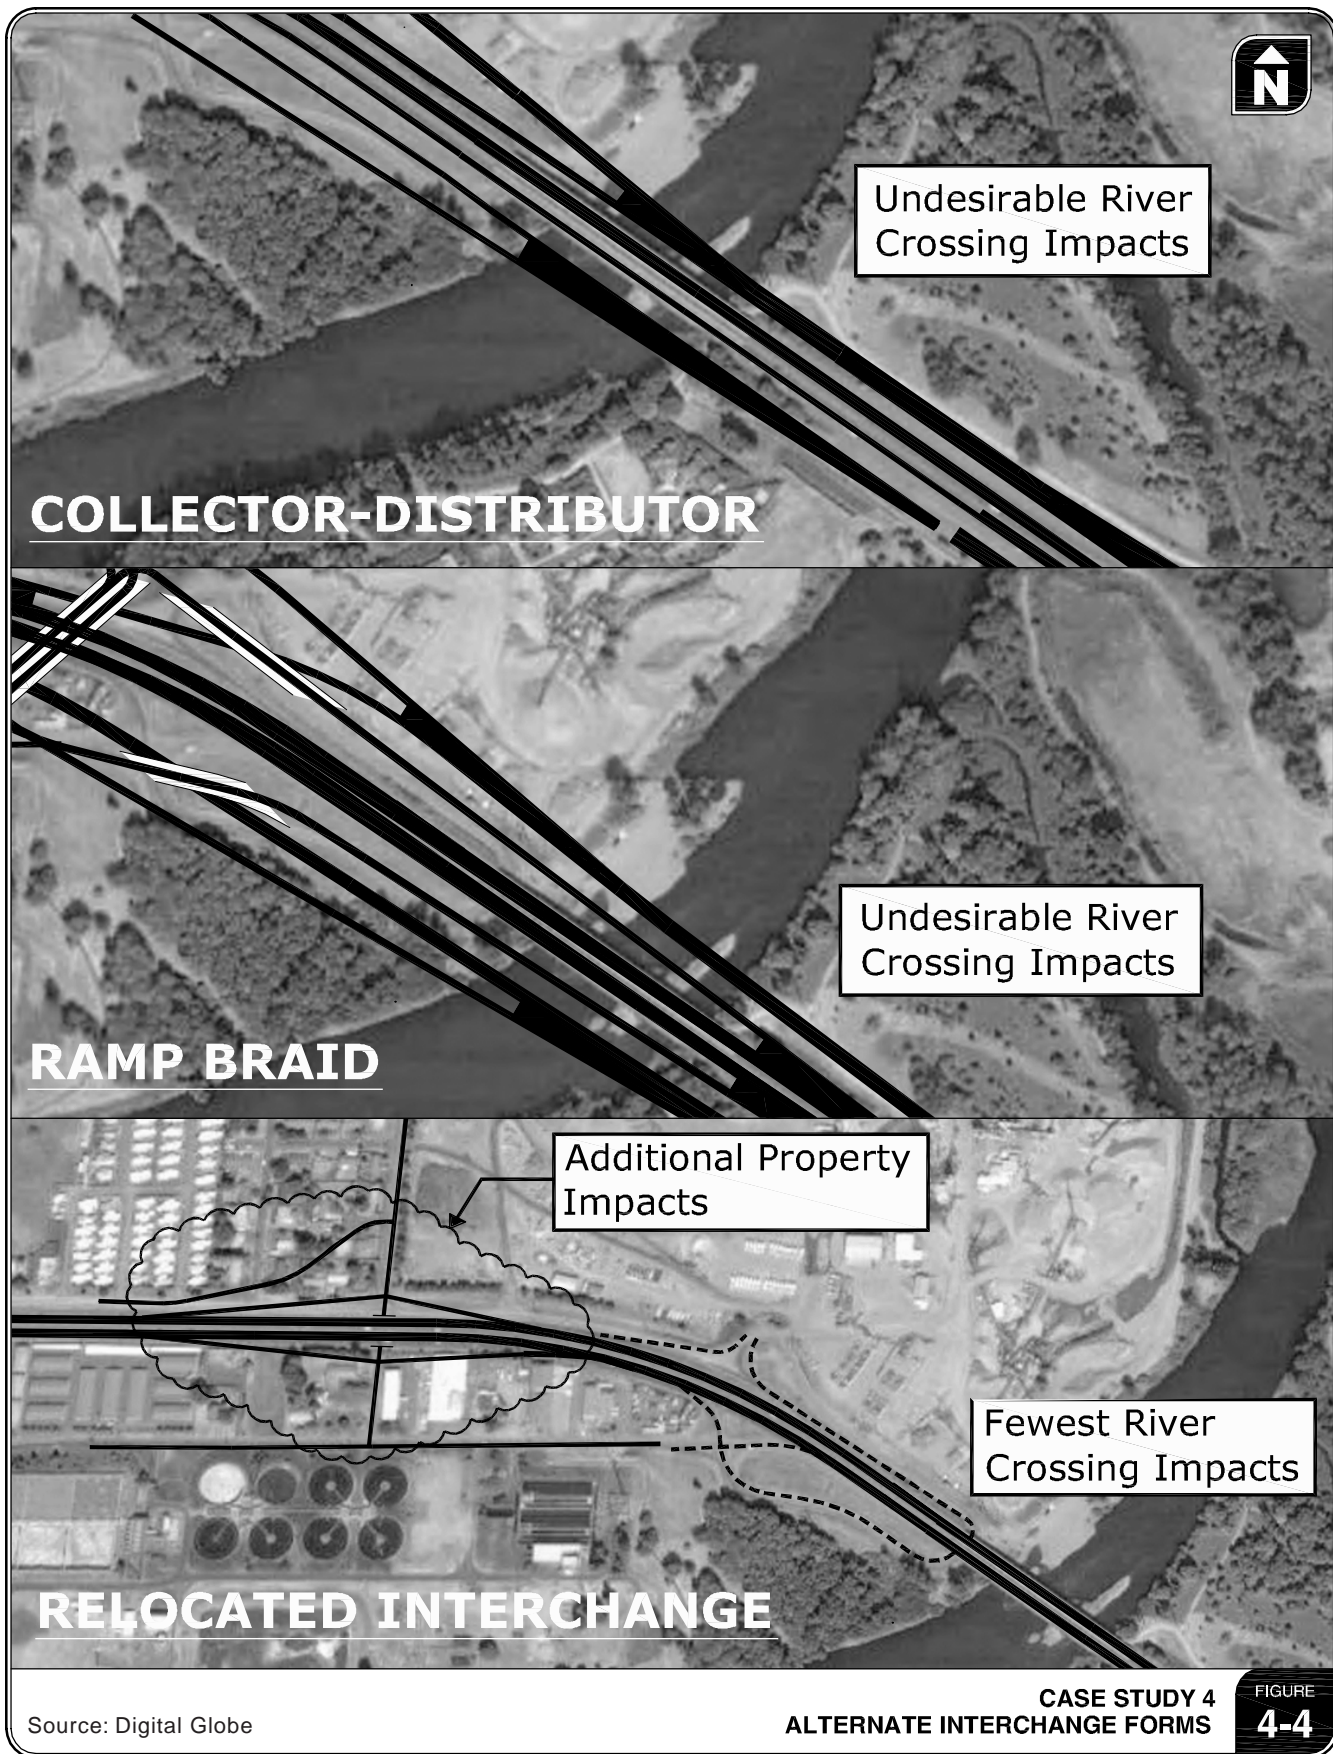 N
Undesirable River
Crossing Impacts
COLLECTOR-DISTRIBUTOR
Undesirable River
Crossing Impacts
RAMP BRAID
Additional Property
Impacts
Fewest River
Crossing Impacts
RELOCATED INTERCHANGE
Source: Digital Globe
CASE STUDY 4
ALTERNATE INTERCHANGE FORMS
FIGURE
4-4